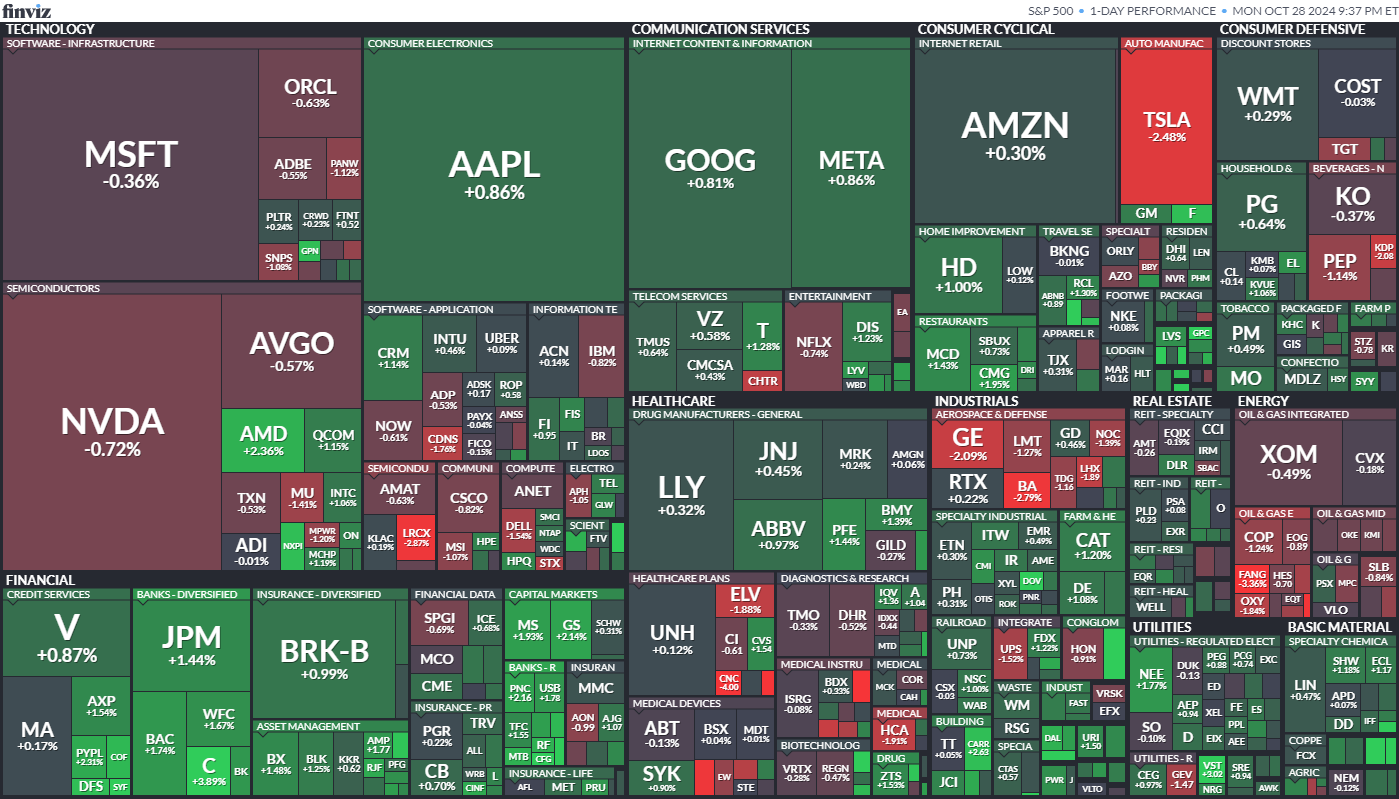 finviz
S&P 500 • 1-DAY PERFORMANCE • MON OCT 28 2024 9:37 PM ET
TECHNOLOGY
SOFTWARE - INFRASTRUCTURE
MSFT
-0.36%
ORCL
-0.63%
ADBE
-0.55%
PANW
-1.12%
PLTR
+0.24%
CRWD
+0.23%
FTNT
+0.52
SNPS
-1.08%
GPN
CONSUMER ELECTRONICS
AAPL
+0.86%
SEMICONDUCTORS
NVDA
-0.72%
AVGO
-0.57%
AMD
+2.36%
QCOM
+1.15%
TXN
-0.53%
MU
-1.41%
INTC
+1.06%
ADI
-0.01%
NXPI
MPWR
-1.20%
ON
MCHP
+1.19%
SOFTWARE - APPLICATION
CRM
+1.14%
INTU
+0.46%
UBER
+0.09%
NOW
-0.61%
ADP
-0.53%
ADSK
+0.17
ROP
+0.58
CDNS
-1.76%
PAYX
-0.04%
ANSS
FICO
-0.15%
INFORMATION TE
ACN
+0.14%
IBM
-0.82%
FI
+0.95
FIS
IT
BR
LDOS
SEMICONDU
AMAT
-0.63%
KLAC
+0.19%
LRCX
-2.87%
COMMUNI
CSCO
-0.82%
MSI
-1.07%
HPE
COMPUTE
ANET
DELL
-1.54%
SMCI
NTAP
WDC
HPQ
STX
ELECTRO
APH
-1.05
TEL
GLW
SCIENT
FTV
COMMUNICATION SERVICES
INTERNET CONTENT & INFORMATION
GOOG
+0.81%
META
+0.86%
TELECOM SERVICES
TMUS
+0.64%
VZ
+0.58%
CMCSA
+0.43%
T
+1.28%
CHTR
ENTERTAINMENT
NFLX
-0.74%
DIS
+1.23%
LYV
WBD
EA
CONSUMER CYCLICAL
INTERNET RETAIL
AMZN
+0.30%
AUTO MANUFAC
TSLA
-2.48%
GM
F
HOME IMPROVEMENT
HD
+1.00%
LOW
+0.12%
RESTAURANTS
MCD
+1.43%
SBUX
+0.73%
CMG
+1.95%
DRI
TRAVEL SE
BKNG
-0.01%
ABNB
+0.89
RCL
+1.30%
APPAREL R
TJX
+0.31%
SPECIALT
ORLY
AZO
BBY
RESIDEN
DHI
+0.64
LEN
NVR
PHM
FOOTWE
NKE
+0.08%
LODGIN
MAR
+0.16
HLT
PACKAGI
LVS
GPC
CONSUMER DEFENSIVE
DISCOUNT STORES
WMT
+0.29%
COST
-0.03%
TGT
HOUSEHOLD &
PG
+0.64%
CL
+0.14
KMB
+0.07%
EL
KVUE
+1.06%
BEVERAGES - N
KO
-0.37%
PEP
-1.14%
KDP
-2.08
TOBACCO
PM
+0.49%
MO
PACKAGED F
KHC
K
GIS
CONFECTIO
MDLZ
HSY
FARM P
STZ
-0.78
KR
SYY
HEALTHCARE
DRUG MANUFACTURERS - GENERAL
LLY
+0.32%
JNJ
+0.45%
MRK
+0.24%
AMGN
+0.06%
ABBV
+0.97%
PFE
+1.44%
BMY
+1.39%
GILD
-0.27%
HEALTHCARE PLANS
UNH
+0.12%
ELV
-1.88%
CI
-0.61
CVS
+1.54
CNC
-4.00
DIAGNOSTICS & RESEARCH
TMO
-0.33%
DHR
-0.52%
IQV
+1.36
A
+1.04
IDXX
-0.44
MTD
MEDICAL DEVICES
ABT
-0.13%
BSX
+0.04%
MDT
+0.01%
SYK
+0.90%
EW
STE
MEDICAL INSTRU
ISRG
-0.08%
BDX
+0.33%
MEDICAL
MCK
COR
CAH
MEDICAL
HCA
-1.91%
BIOTECHNOLOG
VRTX
-0.28%
REGN
-0.47%
DRUG
ZTS
+1.53%
INDUSTRIALS
AEROSPACE & DEFENSE
GE
-2.09%
RTX
+0.22%
LMT
-1.27%
BA
-2.79%
GD
+0.46%
NOC
-1.39%
TDG
-1.16
LHX
-1.89
SPECIALTY INDUSTRIAL
ETN
+0.30%
ITW
EMR
+0.49%
CMI
IR
AME
PH
+0.31%
OTIS
XYL
DOV
ROK
PNR
FARM & HE
CAT
+1.20%
DE
+1.08%
RAILROAD
UNP
+0.73%
CSX
-0.03
NSC
+1.00%
WAB
INTEGRATE
UPS
-1.52%
FDX
+1.22%
CONGLOM
HON
-0.91%
WASTE
WM
RSG
INDUST
FAST
VRSK
EFX
BUILDING
TT
+0.05%
CARR
+2.63
JCI
SPECIA
CTAS
+0.57
DAL
URI
+1.50
PWR
J
VLTO
REAL ESTATE
REIT - SPECIALTY
AMT
-0.26
EQIX
-0.19%
CCI
DLR
IRM
SBAC
REIT - IND
PLD
+0.23
PSA
+0.08
EXR
REIT -
O
REIT - RESI
EQR
REIT - HEAL
WELL
ENERGY
OIL & GAS INTEGRATED
XOM
-0.49%
CVX
-0.18%
OIL & GAS E
COP
-1.24%
EOG
-0.89
FANG
-3.36%
HES
-0.70
OXY
-1.84%
EQT
OIL & GAS MID
OKE
KMI
OIL & G
PSX
MPC
VLO
SLB
-0.84%
UTILITIES
UTILITIES - REGULATED ELECT
NEE
+1.77%
DUK
-0.13
PEG
+0.88
PCG
+0.74
EXC
SO
-0.10%
AEP
+0.94
ED
XEL
FE
ES
PPL
D
EIX
AEE
UTILITIES - R
CEG
+0.97%
GEV
-1.47
VST
+3.02
NRG
SRE
+0.94
AWK
BASIC MATERIAL
SPECIALTY CHEMICA
LIN
+0.47%
SHW
+1.18%
ECL
+1.17
APD
+0.07%
DD
IFF
COPPE
FCX
AGRIC
NEM
-0.12%
FINANCIAL
CREDIT SERVICES
V
+0.87%
MA
+0.17%
AXP
+1.54%
PYPL
+2.31%
COF
DFS
SYF
BANKS - DIVERSIFIED
JPM
+1.44%
BAC
+1.74%
WFC
+1.67%
C
+3.89%
BK
INSURANCE - DIVERSIFIED
BRK-B
+0.99%
ASSET MANAGEMENT
BX
+1.48%
BLK
+1.25%
KKR
+0.62
AMP
+1.77
RJF
PFG
FINANCIAL DATA
SPGI
-0.69%
ICE
+0.68%
MCO
CME
INSURANCE - PR
PGR
+0.22%
TRV
ALL
CB
+0.70%
WRB
L
CINF
CAPITAL MARKETS
MS
+1.93%
GS
+2.14%
SCHW
+0.31%
BANKS - R
PNC
+2.16
USB
+1.78
TFC
+1.55
RF
MTB
CFG
INSURAN
MMC
AON
-0.99
AJG
+1.07
INSURANCE - LIFE
AFL
MET
PRU